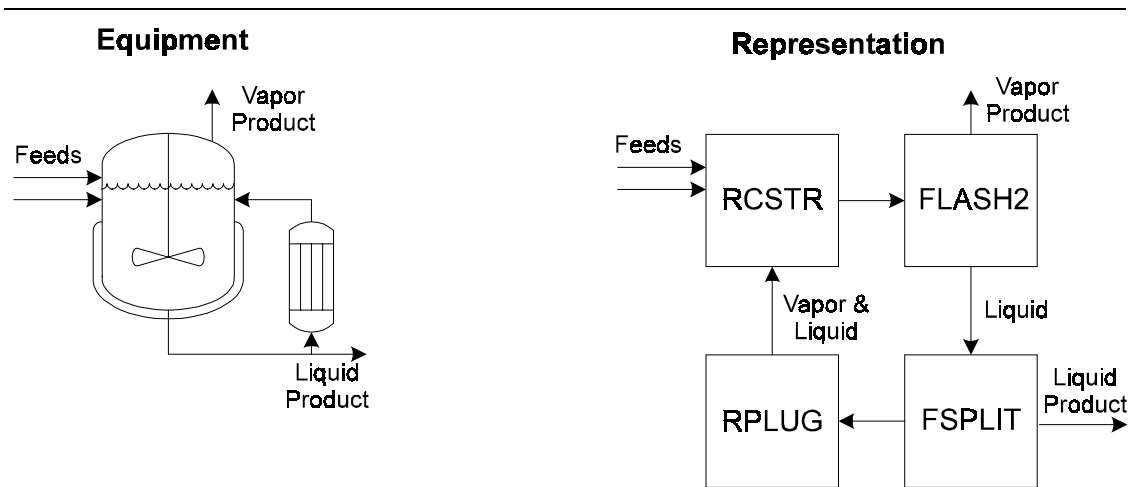 Equipment
Vapor
Product
Feeds
Liquid
Product
Representation
Vapor
Product
Feeds
RCSTR
FLASH2
Vapor &
Liquid
Liquid
RPLUG
FSPLIT
Liquid
Product